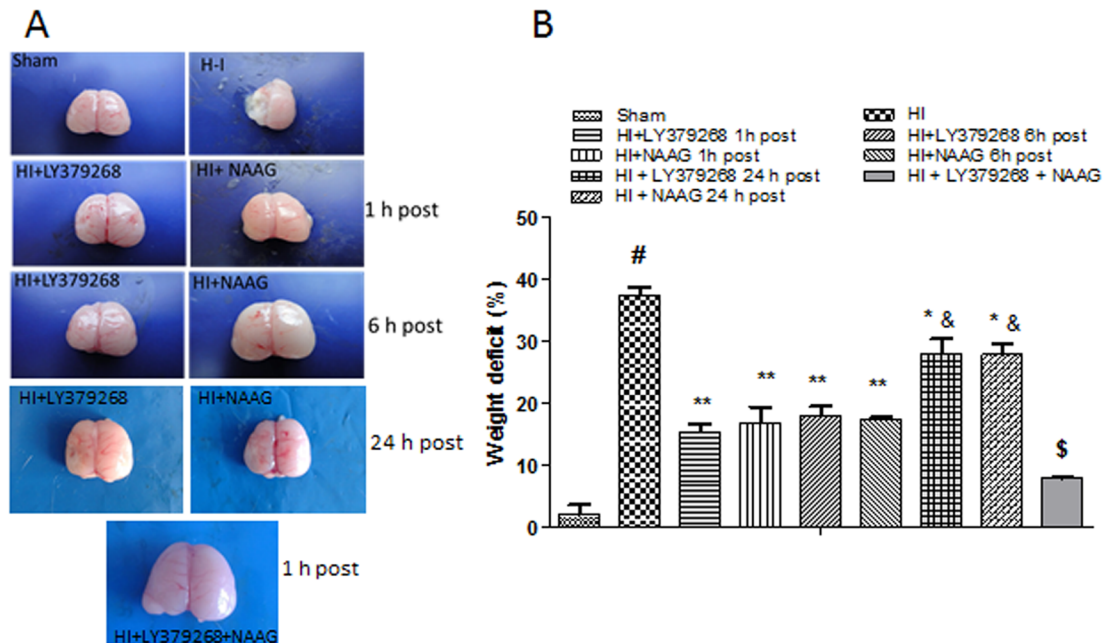 A
Sham
H-I
HI+LY379268
HI+ NAAG
1 h post
HI+LY379268
HI+NAAG
6 h post
HI+LY379268
HI+NAAG
24 h post
1 h post
HI+LY379268+NAAG
B
Sham
HI
HI+LY379268 1h post
HI+LY379268 6h post
HI+NAAG 1h post
HI+NAAG 6h post
HI + LY379268 24 h post
HI + LY379268 + NAAG
HI + NAAG 24 h post
Weight deficit (%)
50
40
30
20
10
0
#
**
**
**
**
* &
* &
$